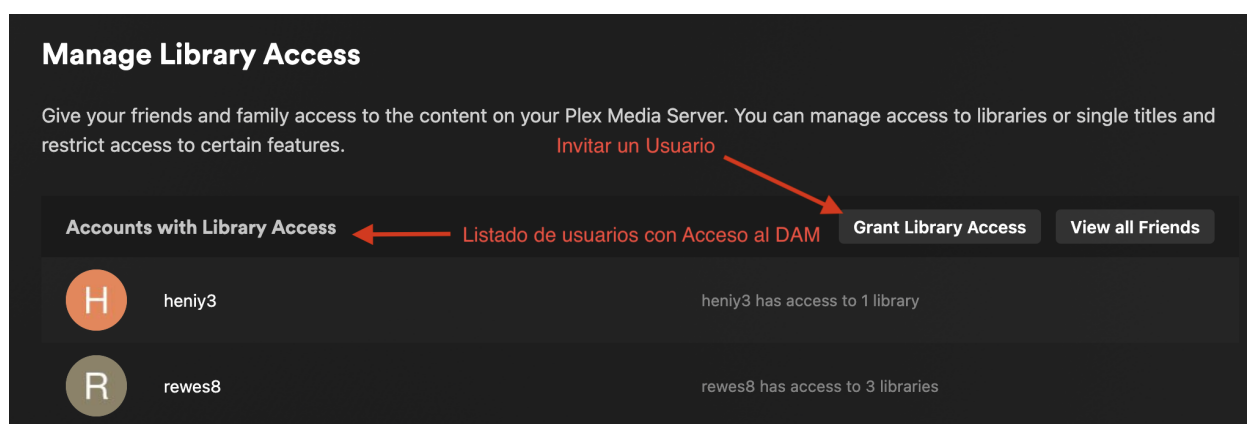 Manage Library Access
Give your friends and family access to the content on your Plex Media Server. You can manage access to libraries or single titles and
restrict access to certain features.
Invitar un Usuario
Accounts with Library Access
Listado de usuarios con Acceso al DAM
Grant Library Access
View all Friends
H
heniy3
heniy3 has access to 1 library
R
rewes8
rewes8 has access to 3 libraries